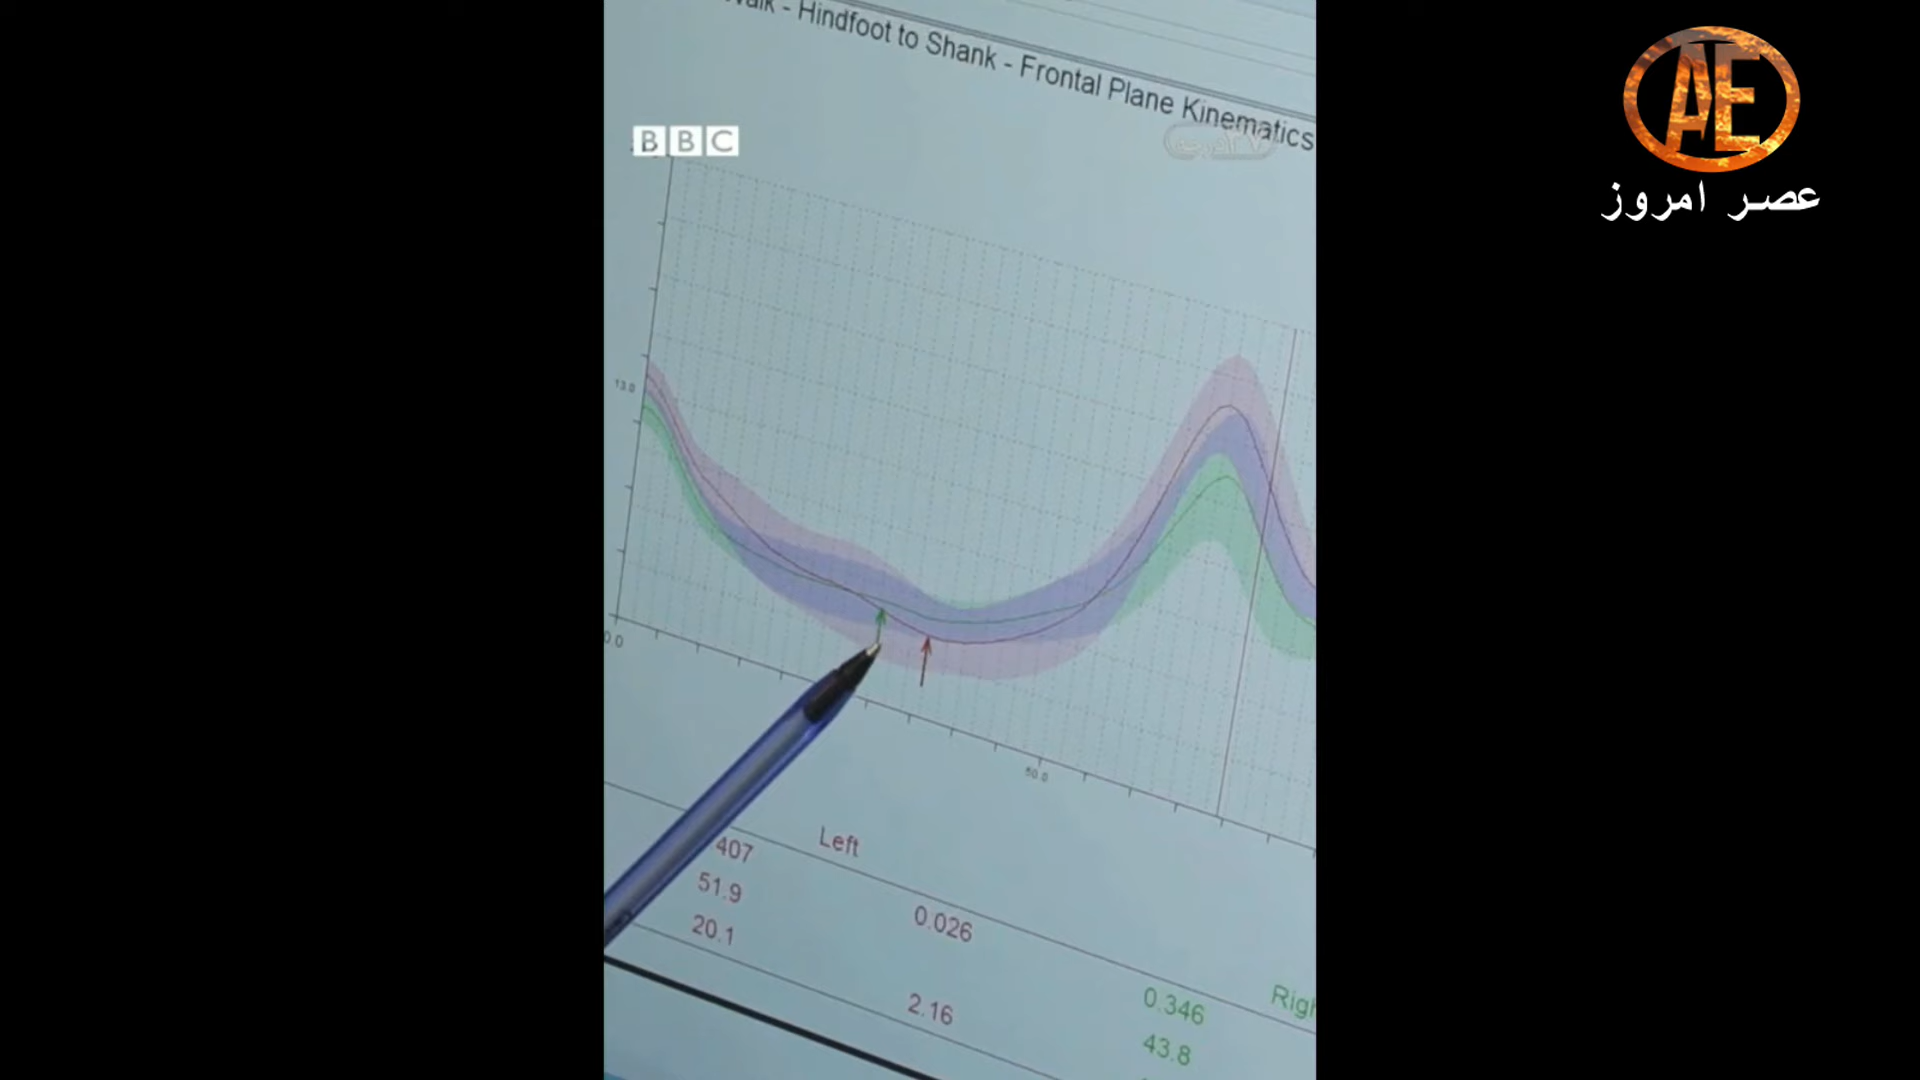 Hindfoot to Shank - Frontal Plane Kinematics
BBC
AE
عصر امروز
13.0
50.0
Left
407
51.9
0.026
20.1
0.346
2.16
43.8